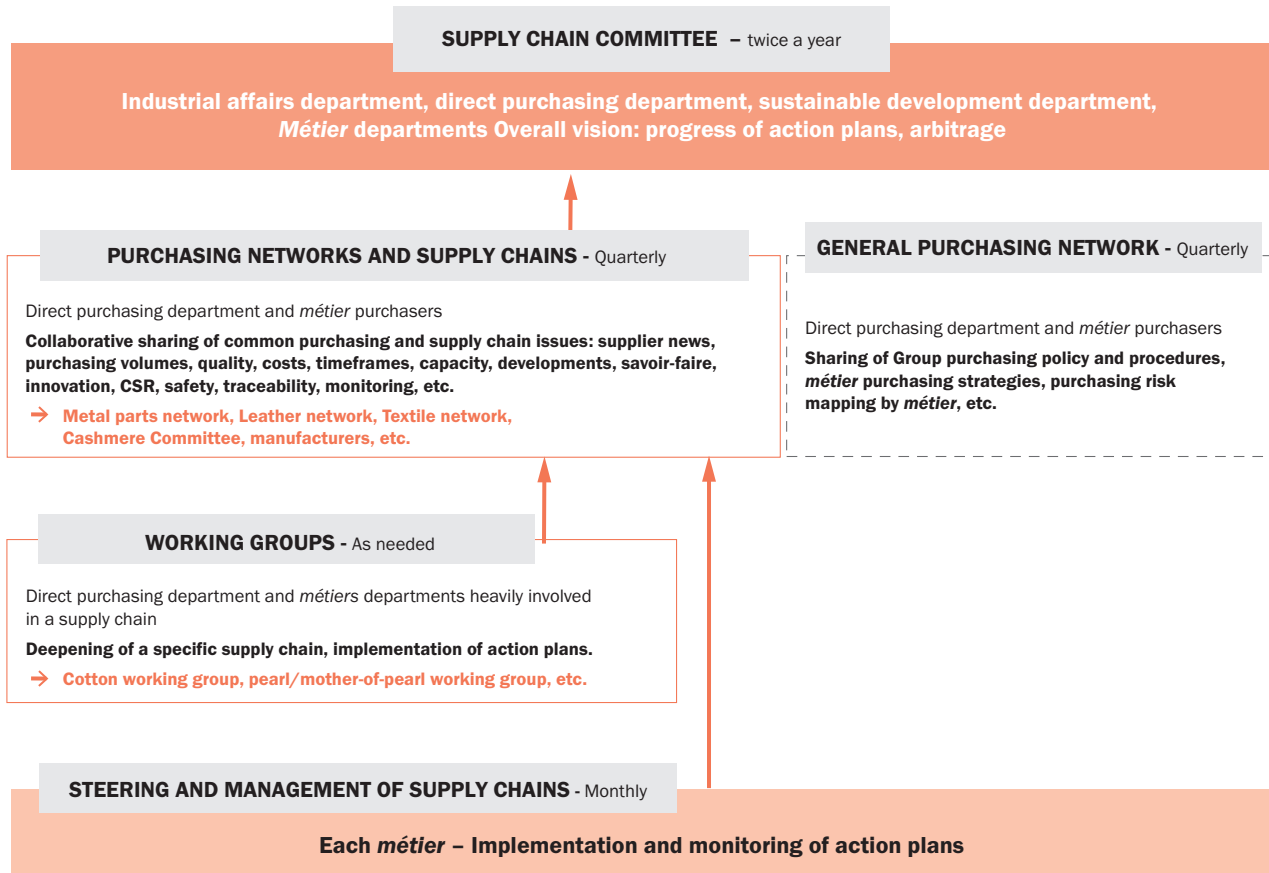 SUPPLY CHAIN COMMITTEE – twice a year
Industrial affairs department, direct purchasing department, sustainable development department,
Métier departments Overall vision: progress of action plans, arbitrage
PURCHASING NETWORKS AND SUPPLY CHAINS - Quarterly
Direct purchasing department and métier purchasers
Collaborative sharing of common purchasing and supply chain issues: supplier news,
purchasing volumes, quality, costs, timeframes, capacity, developments, savoir-faire,
innovation, CSR, safety, traceability, monitoring, etc.
→ Metal parts network, Leather network, Textile network,
Cashmere Committee, manufacturers, etc.
GENERAL PURCHASING NETWORK - Quarterly
Direct purchasing department and métier purchasers
Sharing of Group purchasing policy and procedures,
métier purchasing strategies, purchasing risk
mapping by métier, etc.
WORKING GROUPS - As needed
Direct purchasing department and métiers departments heavily involved
in a supply chain
Deepening of a specific supply chain, implementation of action plans.
→ Cotton working group, pearl/mother-of-pearl working group, etc.
STEERING AND MANAGEMENT OF SUPPLY CHAINS - Monthly
Each métier – Implementation and monitoring of action plans